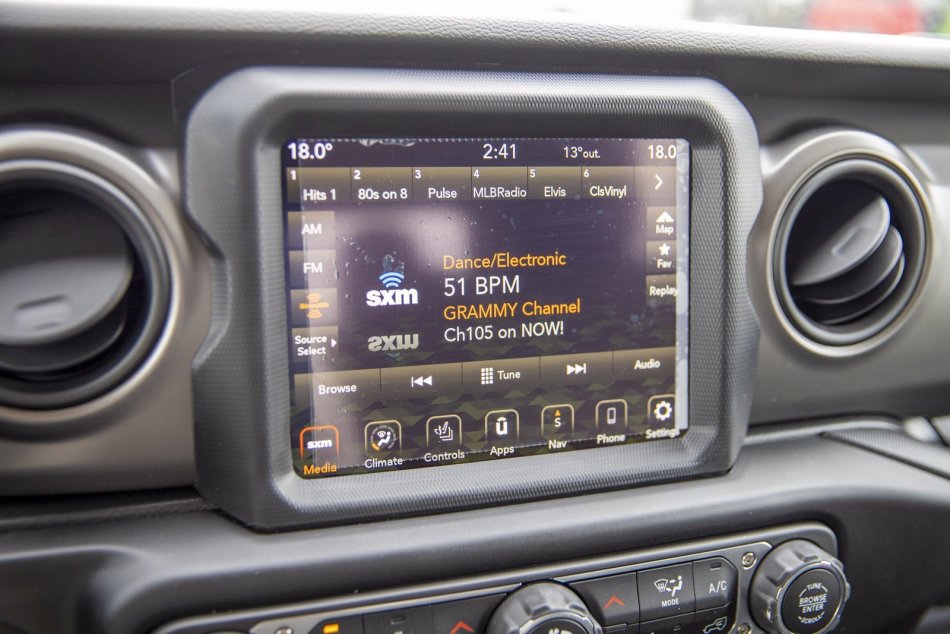 18.0° 2:41 13°out. 18.0
1 Hits 1 2 80s on 8 3 Pulse 4 MLBRadio 5 Elvis 6 ClsVinyl
AM
Map
FM
Fav
Dance/Electronic
51 BPM
Replay
sxm
GRAMMY Channel
Ch105 on NOW!
Source
Select
sxm
Browse Tune Audio
sxm
S
Media Climate Controls Apps Nav Phone Settings
MODE A/C
TUNE
BROWSE
ENTER
SCROLL